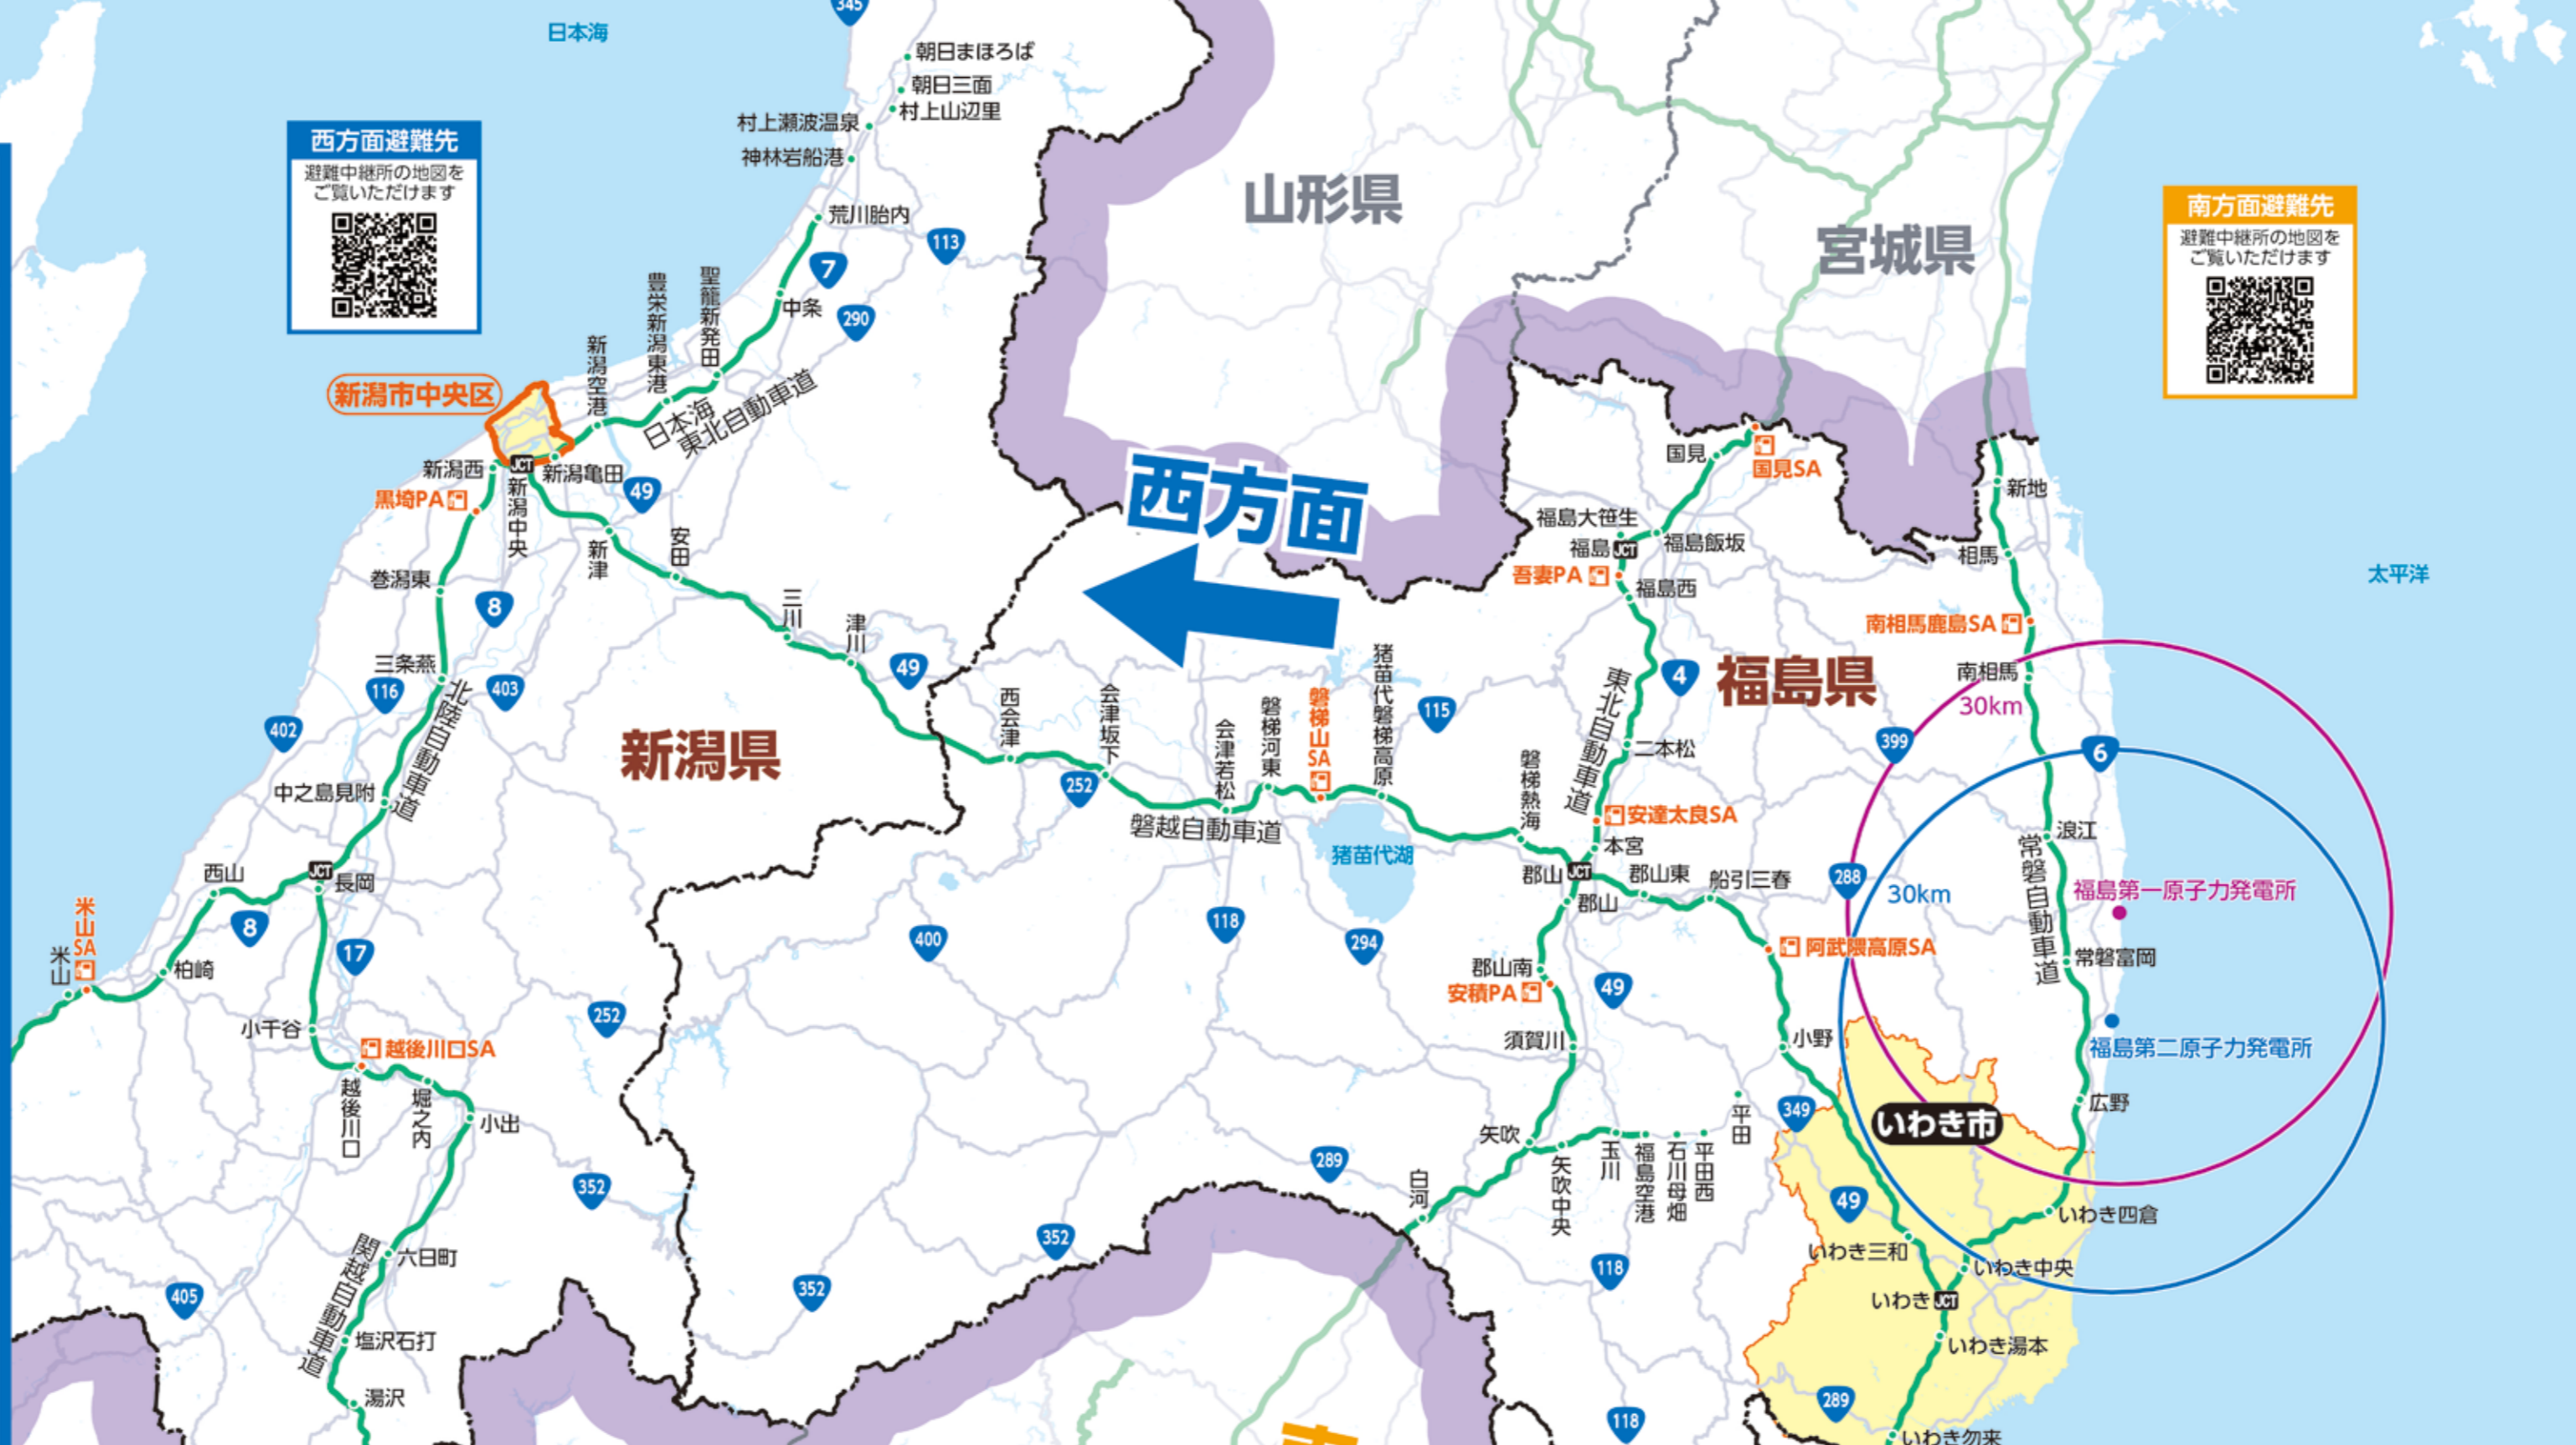 345
日本海
朝日まほろば
朝日三面
村上山辺里
村上瀬波温泉
神林岩船港
西方面避難先
避難中継所の地図を
ご覧いただけます
荒川胎内
113
7
中条
290
山形県
宮城県
南方面避難先
避難中継所の地図を
ご覧いただけます
聖籠新発田
豊栄新潟東港
新潟空港
日本海
東北自動車道
新潟市中央区
新潟西
JCT
新潟亀田
黒埼PA
新潟中央
49
新津
安田
巻潟東
8
三川
津川
49
三条燕
116
403
402
北陸自動車道
新潟県
中之島見附
西山
JCT
長岡
8
17
米山SA
米山
柏崎
小千谷
252
越後川口SA
越後川口
堀之内
小出
352
関越自動車道
六日町
405
塩沢石打
湯沢
352
西方面
国見
国見SA
新地
福島大笹生
福島JCT
福島飯坂
相馬
吾妻PA
福島西
太平洋
南相馬鹿島SA
南相馬
30km
福島県
4
東北自動車道
399
6
猪苗代磐梯高原
115
磐梯山SA
磐梯河東
会津若松
会津坂下
西会津
252
磐越自動車道
猪苗代湖
磐梯熱海
二本松
安達太良SA
本宮
郡山JCT
郡山東
船引三春
郡山
288
30km
浪江
常磐自動車道
福島第一原子力発電所
阿武隈高原SA
常磐富岡
400
118
294
郡山南
安積PA
49
須賀川
小野
福島第二原子力発電所
広野
平田
349
いわき市
矢吹
矢吹中央
玉川
福島空港
石川母畑
平田西
289
白河
352
49
いわき四倉
いわき三和
いわき中央
118
いわきJCT
いわき湯本
289
118
いわき勿来